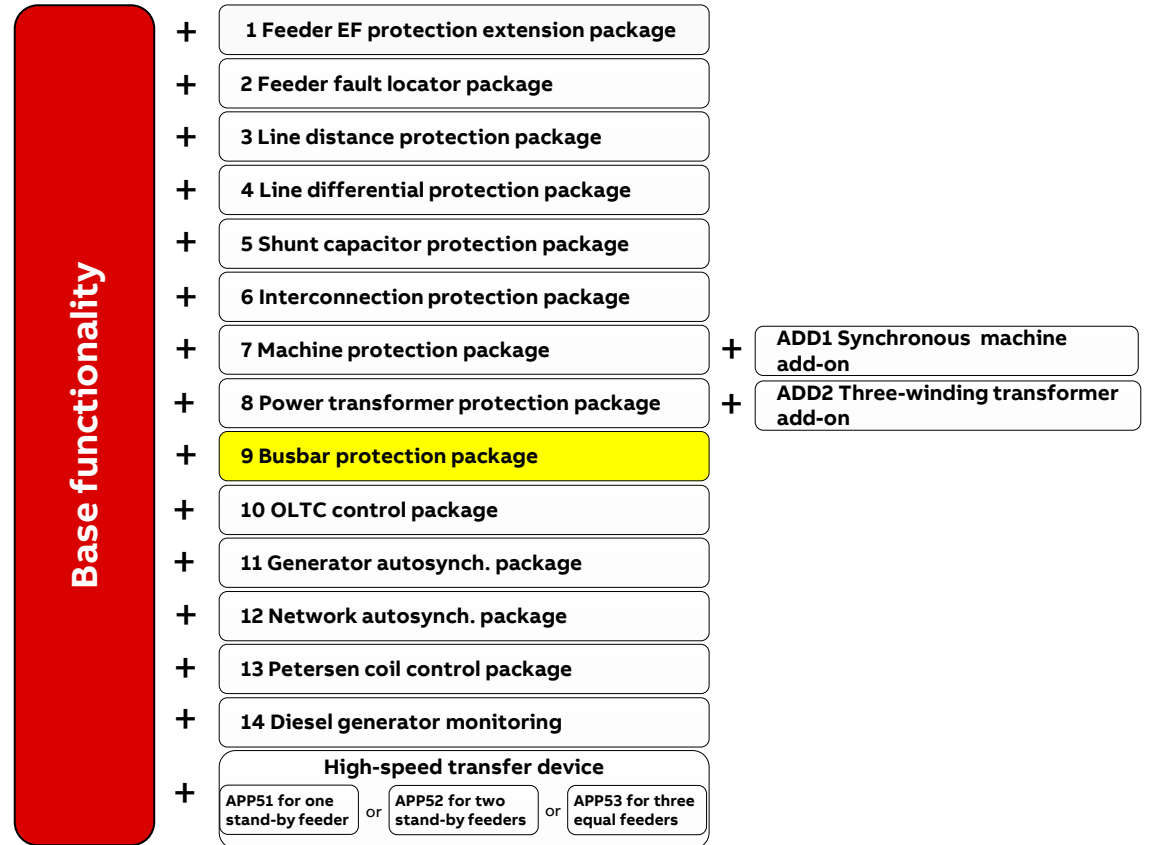 Base functionality
+
1 Feeder EF protection extension package
+
2 Feeder fault locator package
+
3 Line distance protection package
+
4 Line differential protection package
+
5 Shunt capacitor protection package
+
6 Interconnection protection package
+
7 Machine protection package
+
ADD1 Synchronous machine
add-on
+
8 Power transformer protection package
+
ADD2 Three-winding transformer
add-on
+
9 Busbar protection package
+
10 OLTC control package
+
11 Generator autosynch. package
+
12 Network autosynch. package
+
13 Petersen coil control package
+
14 Diesel generator monitoring
+
High-speed transfer device
APP51 for one
stand-by feeder
or
APP52 for two
stand-by feeders
or
APP53 for three
equal feeders